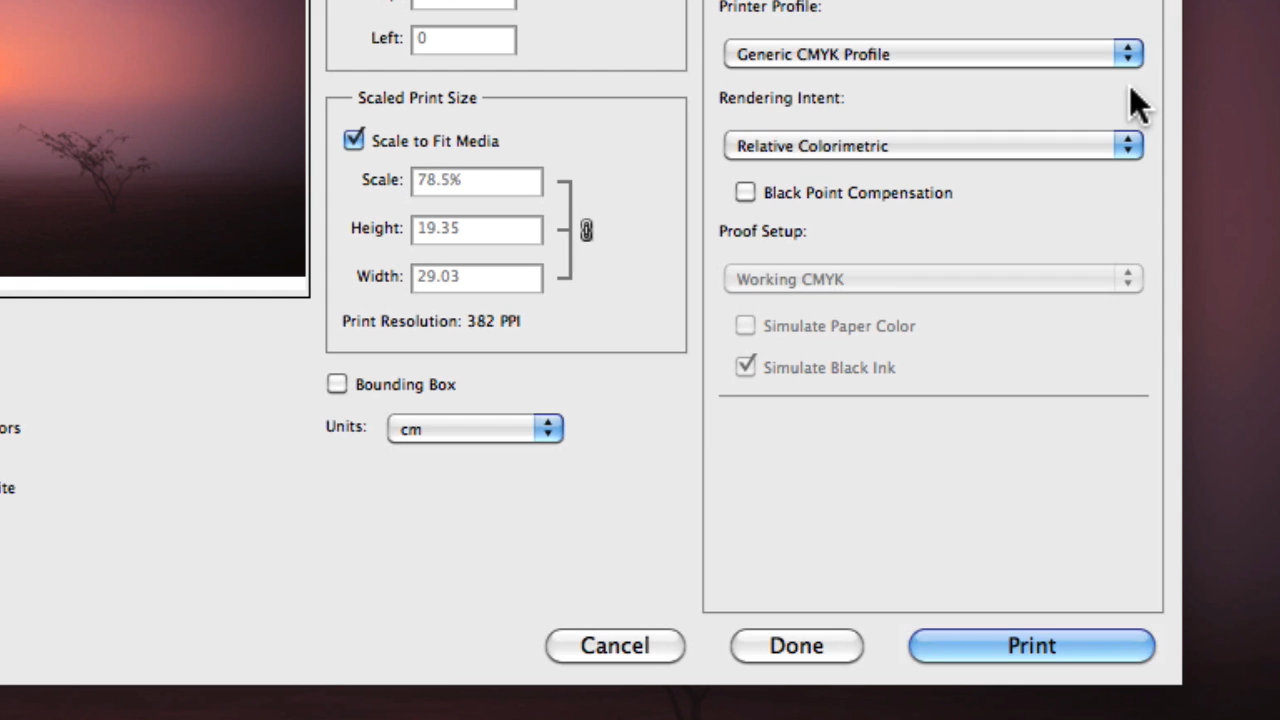 Printer Profile:
Left: 0
Generic CMYK Profile
Scaled Print Size
Rendering Intent:
Scale to Fit Media
Relative Colorimetric
Scale: 78.5%
Black Point Compensation
Height: 19.35
Proof Setup:
Width: 29.03
Working CMYK
Print Resolution: 382 PPI
Simulate Paper Color
Simulate Black Ink
Bounding Box
Units: cm
ors
ite
Cancel
Done
Print